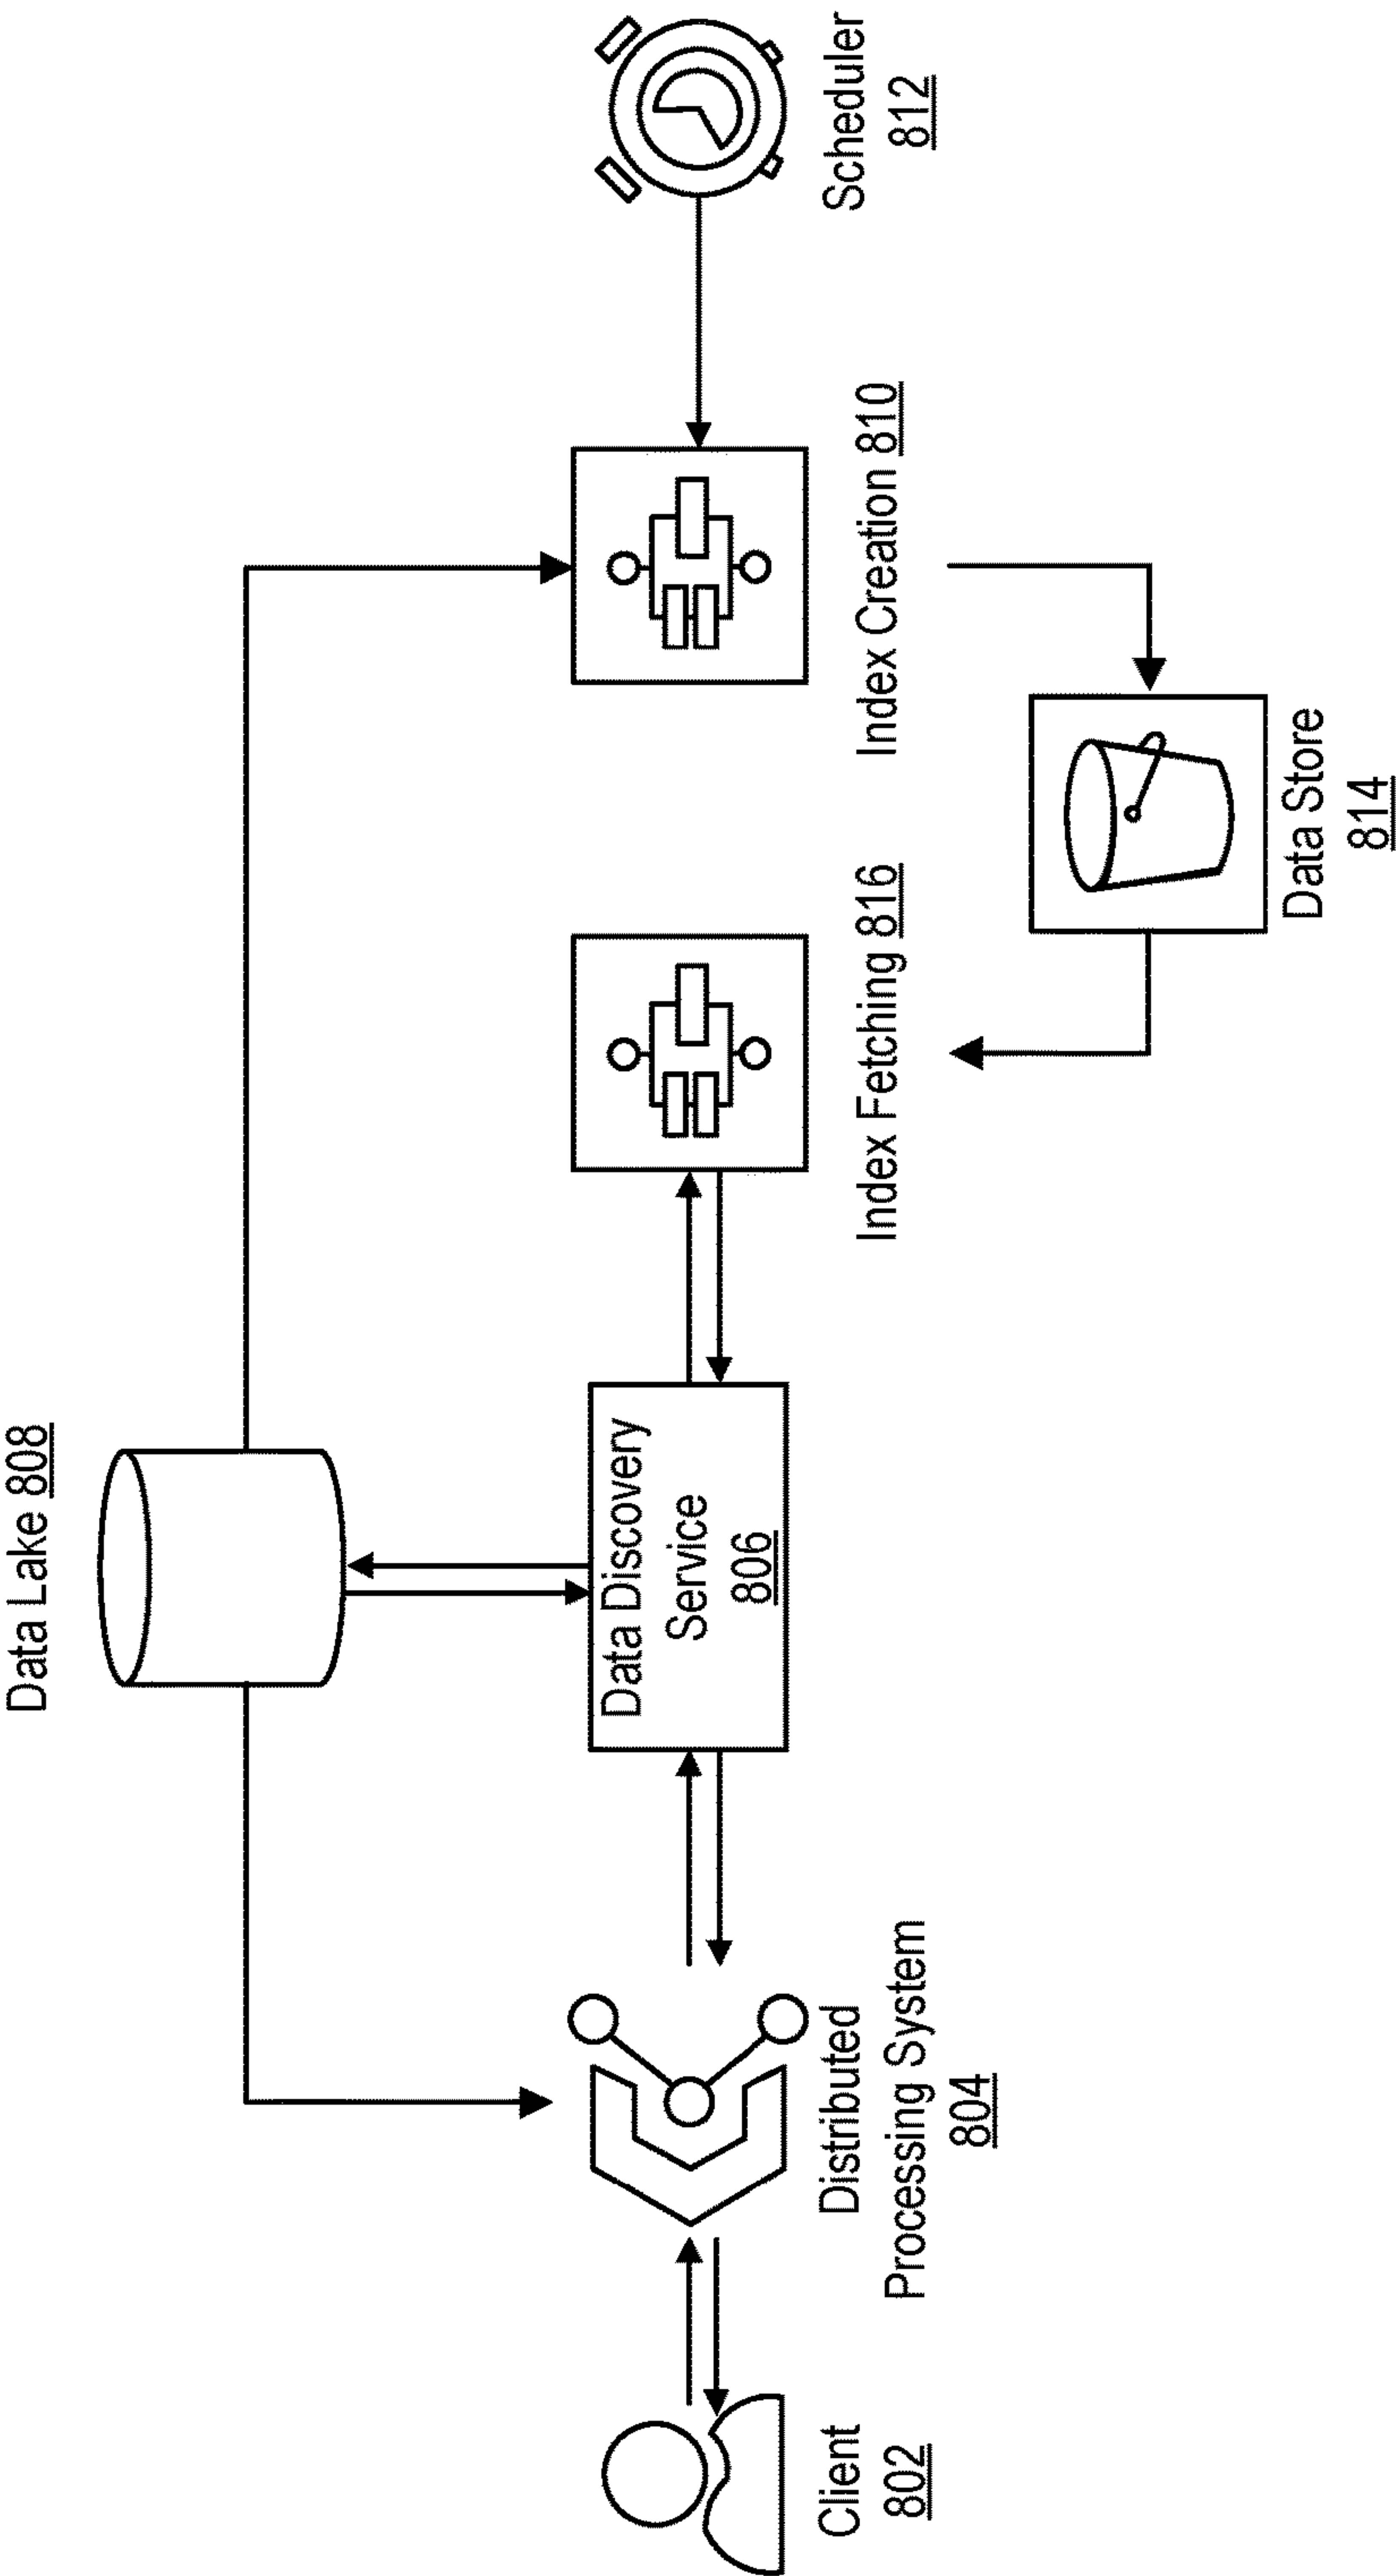 Data Lake 808
Client
802
Distributed
Processing System
804
Data Discovery
Service
806
Index Fetching 816
Index Creation 810
Scheduler
812
Data Store
814